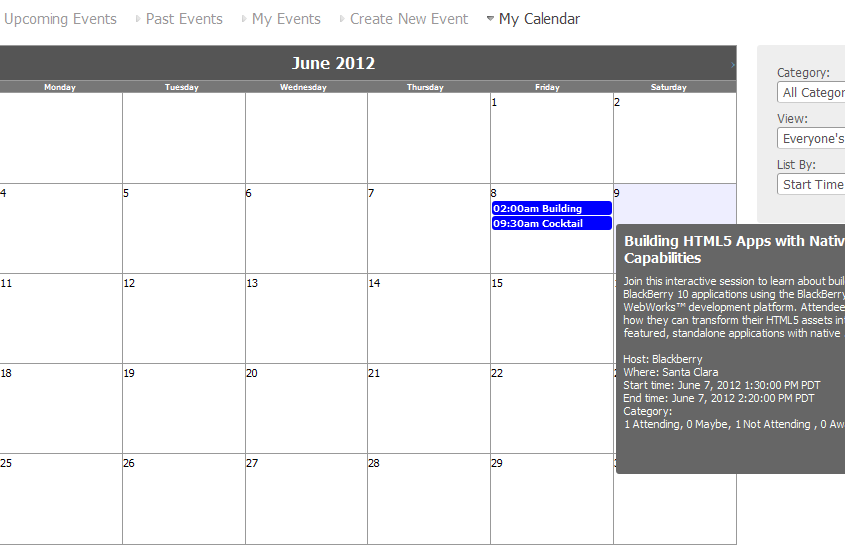 Upcoming Events Past Events My Events Create New Event My Calendar
June 2012
Monday Tuesday Wednesday Thursday Friday Saturday
Category:
All Categor
View:
Everyone's
List By:
Start Time
1 2
4 5 6 7 8 9
02:00am Building
09:30am Cocktail
Building HTML5 Apps with Nativ
Capabilities
Join this interactive session to learn about buil
BlackBerry 10 applications using the BlackBerry
WebWorks™ development platform. Attendee
how they can transform their HTML5 assets int
featured, standalone applications with native
Host: Blackberry
Where: Santa Clara
Start time: June 7, 2012 1:30:00 PM PDT
End time: June 7, 2012 2:20:00 PM PDT
Category:
1 Attending, 0 Maybe, 1 Not Attending , 0 Aw
11 12 13 14 15
18 19 20 21 22
25 26 27 28 29